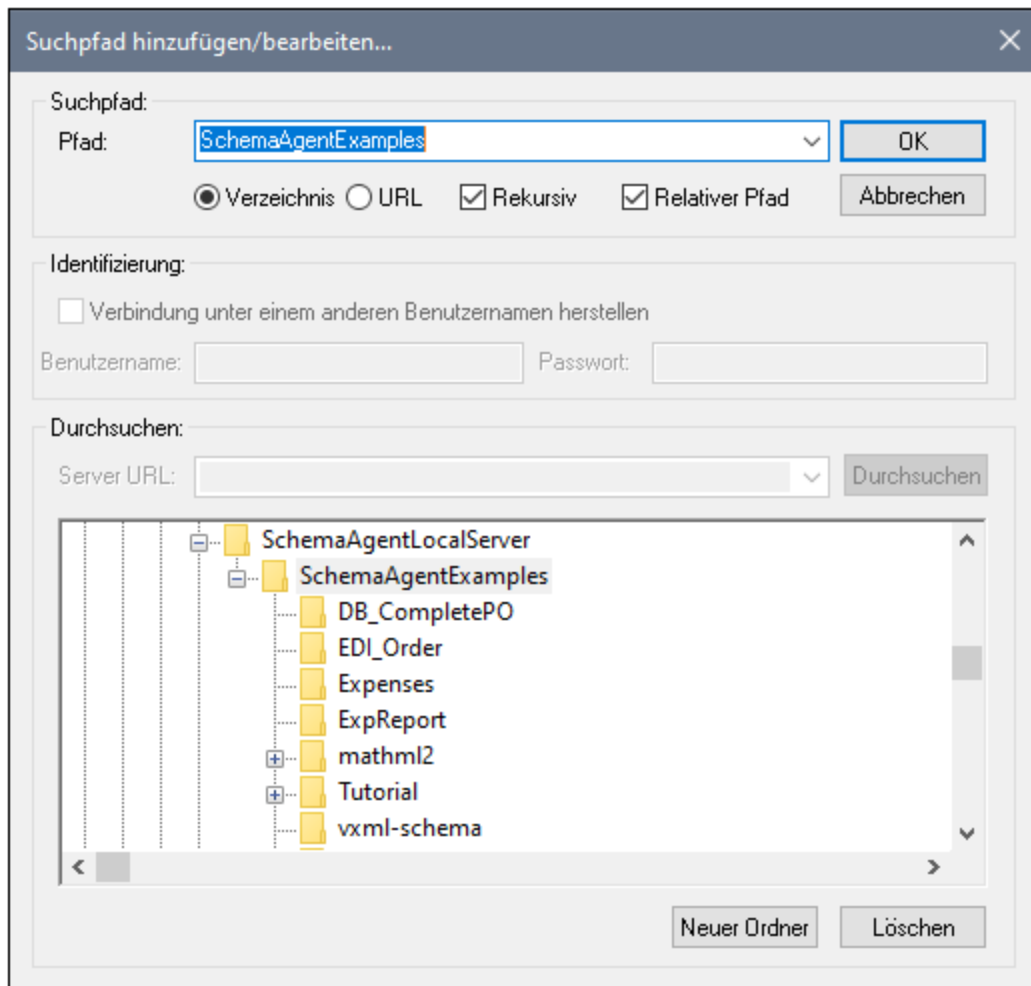 Suchpfad hinzufügen/bearbeiten...
Suchpfad:
Pfad: SchemaAgentExamples OK
Verzeichnis URL Rekursiv Relativer Pfad Abbrechen
Identifizierung:
Verbindung unter einem anderen Benutzernamen herstellen
Benutzername: Passwort:
Durchsuchen:
Server URL: Durchsuchen
SchemaAgentLocalServer
SchemaAgentExamples
DB_CompletePO
EDI_Order
Expenses
ExpReport
mathml2
Tutorial
vxml-schema
Neuer Ordner Löschen